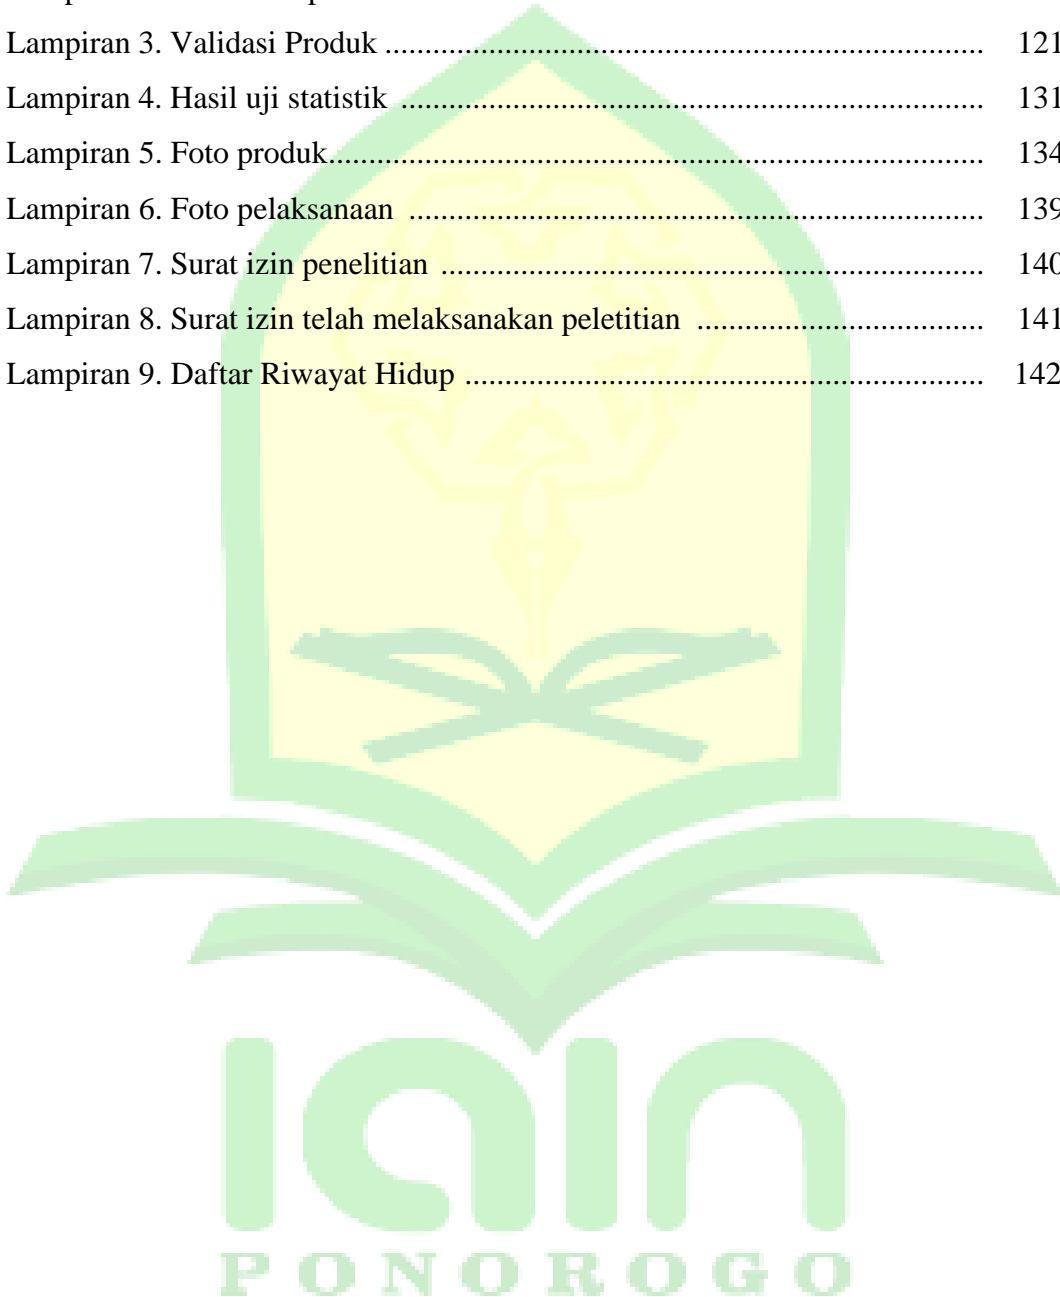 Lampiran 3. Validasi Produk ........................................................................... 121
Lampiran 4. Hasil uji statistik ......................................................................... 131
Lampiran 5. Foto produk.................................................................................. 134
Lampiran 6. Foto pelaksanaan ........................................................................ 139
Lampiran 7. Surat izin penelitian .................................................................... 140
Lampiran 8. Surat izin telah melaksanakan peletitian .................................... 141
Lampiran 9. Daftar Riwayat Hidup ................................................................. 142
iain
PONOROGO